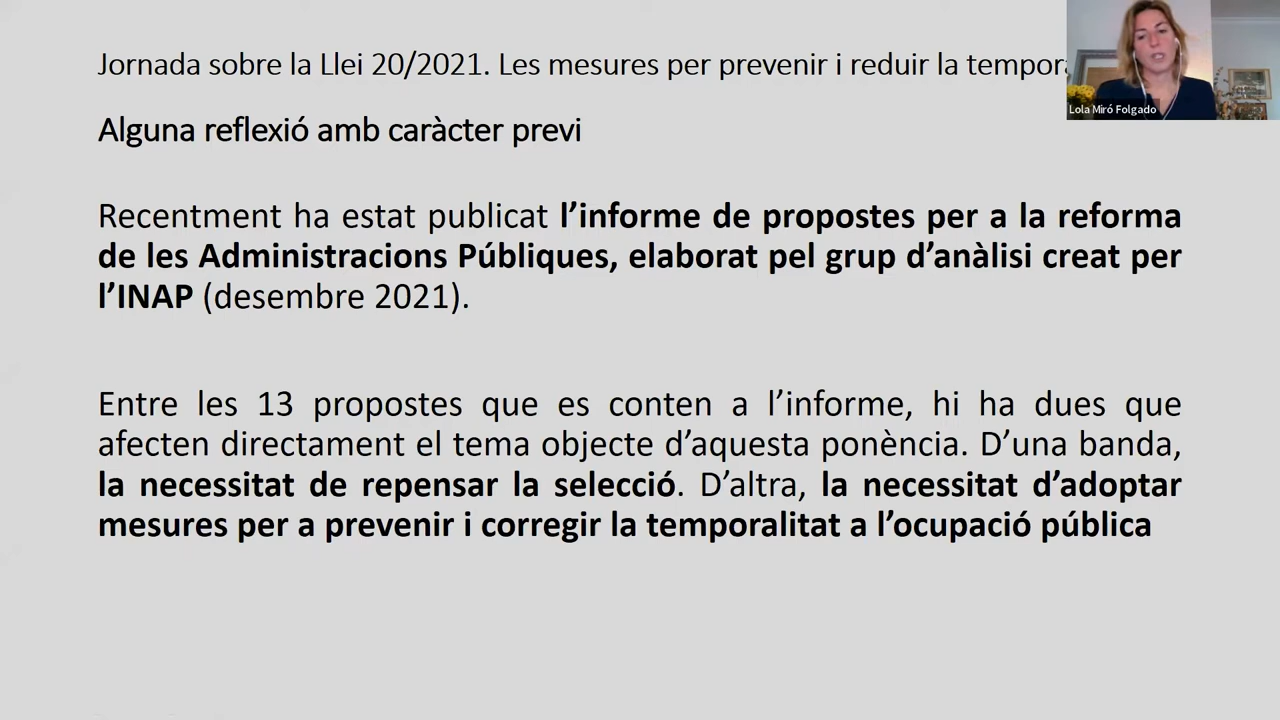 Jornada sobre la Llei 20/2021. Les mesures per prevenir i reduir la
Lola Miró Folgado
Alguna reflexió amb caràcter previ
Recentment ha estat publicat l’informe de propostes per a la reforma
de les Administracions Públiques, elaborat pel grup d’anàlisi creat per
l’INAP (desembre 2021).
Entre les 13 propostes que es conten a l’informe, hi ha dues que
afecten directament el tema objecte d’aquesta ponència. D’una banda,
la necessitat de repensar la selecció. D’altra, la necessitat d’adoptar
mesures per a prevenir i corregir la temporalitat a l’ocupació pública